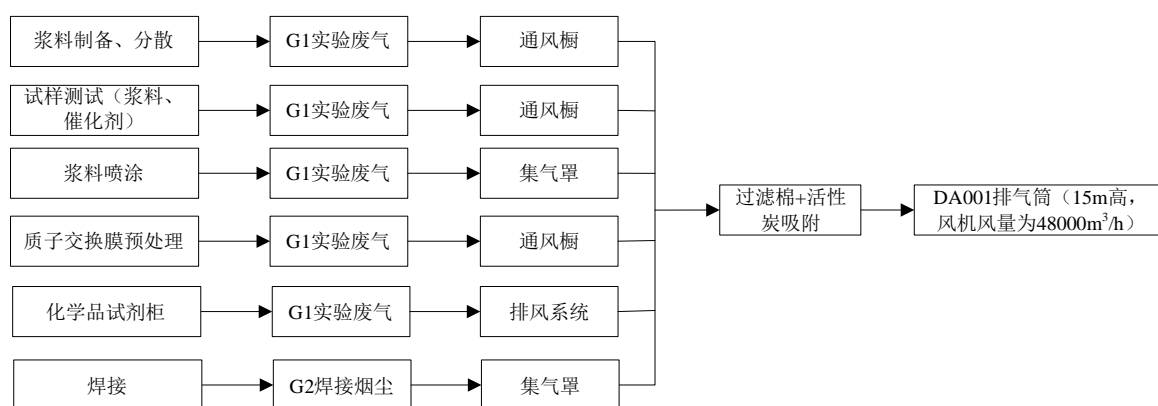 浆料制备、分散
G1实验废气
通风橱
试样测试（浆料、
催化剂）
G1实验废气
通风橱
浆料喷涂
G1实验废气
集气罩
质子交换膜预处理
G1实验废气
通风橱
化学品试剂柜
G1实验废气
排风系统
焊接
G2焊接烟尘
集气罩
过滤棉+活性
炭吸附
DA001排气筒（15m高，
风机风量为48000m³/h）